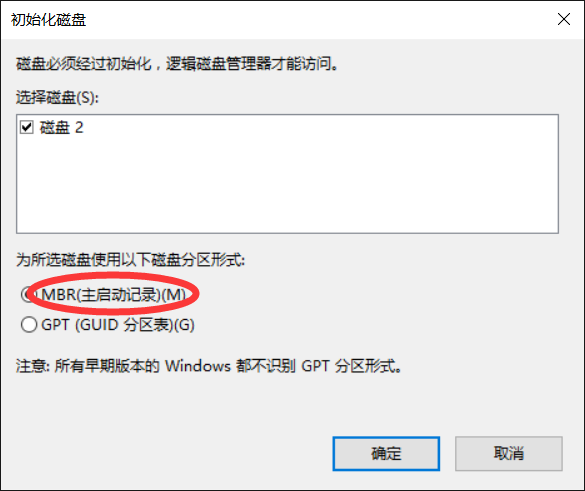 初始化磁盘
磁盘必须经过初始化，逻辑磁盘管理器才能访问。
选择磁盘(S):
磁盘 2
为所选磁盘使用以下磁盘分区形式:
MBR(主启动记录)(M)
GPT (GUID 分区表)(G)
注意: 所有早期版本的 Windows 都不识别 GPT 分区形式。
确定
取消